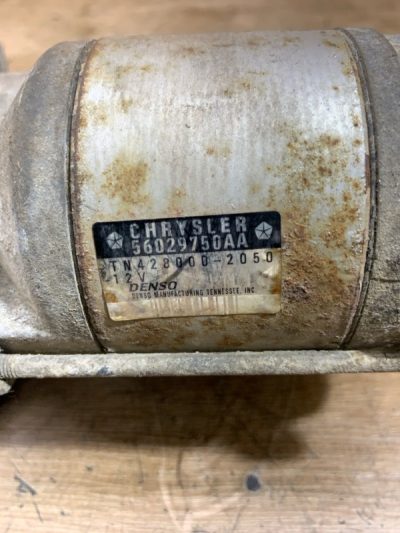 CHRYSLER
56029750AA
TN428000-2050
12V
DENSO
DENSO MANUFACTURING TENNESSEE, INC.